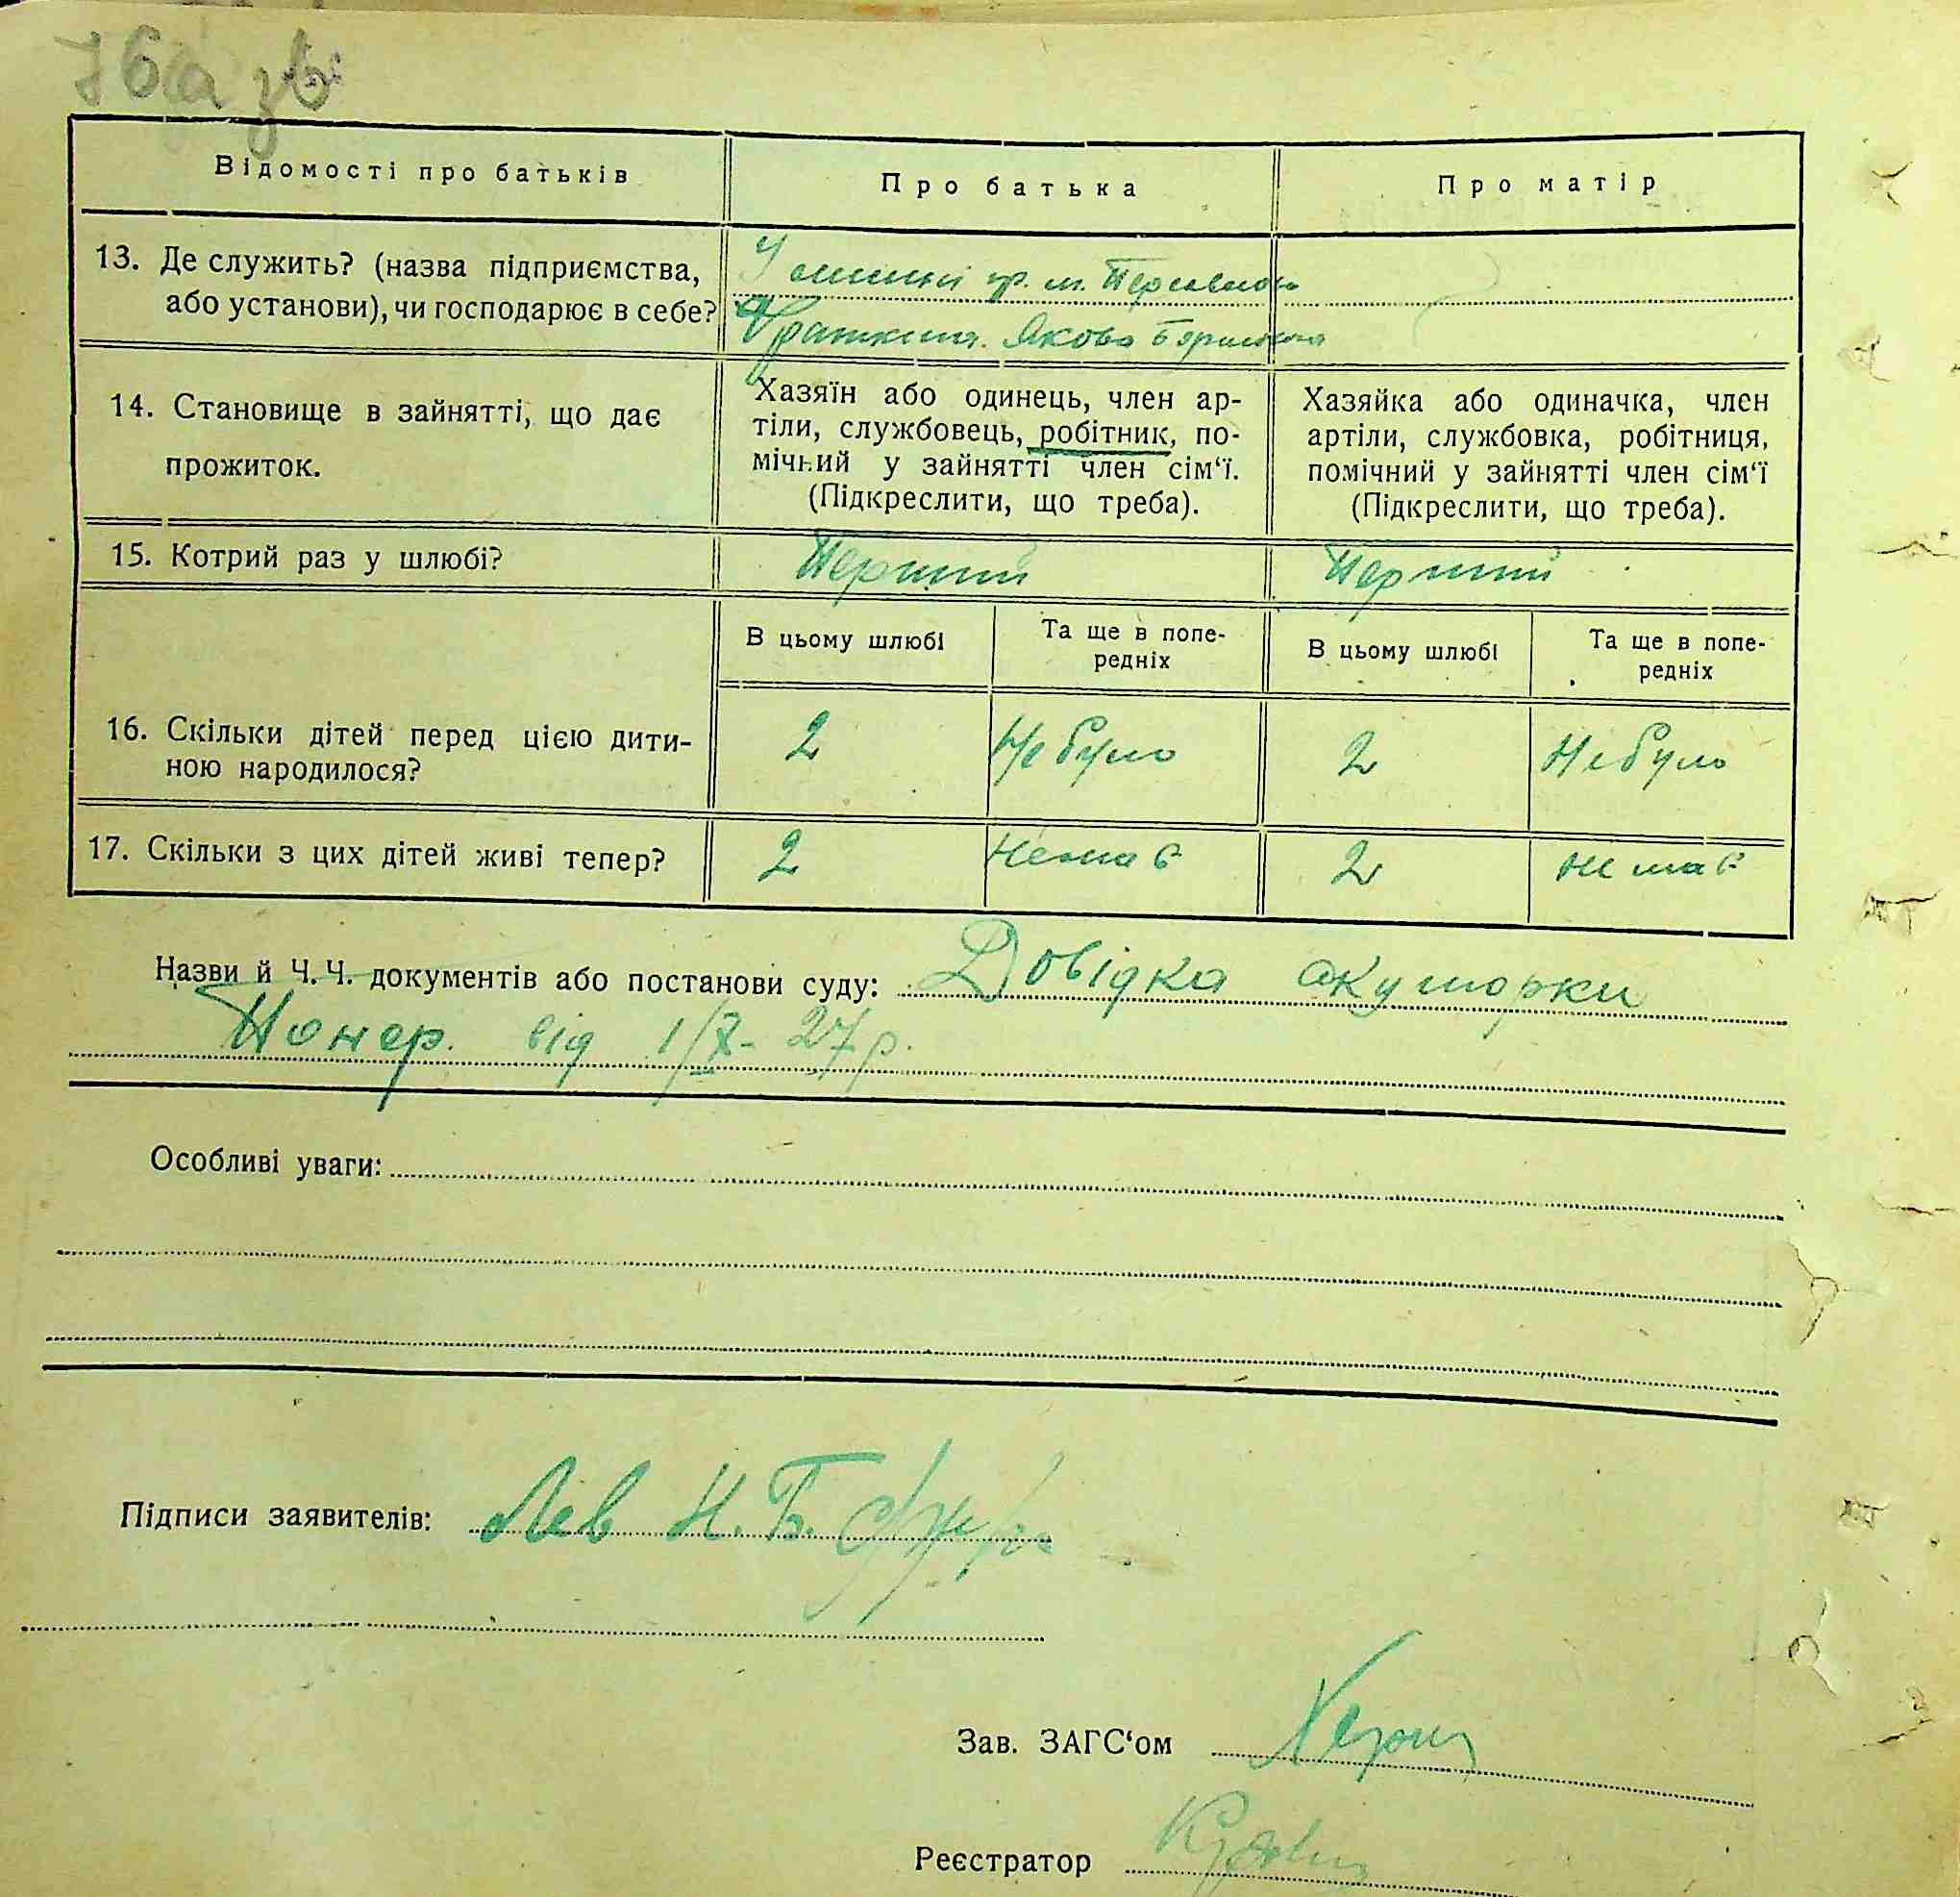 76а зв
Відомості про батьків
Про батька
Про матір
13. Де служить? (назва підприємства,
або установи), чи господарює в себе?
гр. м. Переяслов
Фраткина. Якова
14. Становище в зайнятті, що дає
прожиток.
Хазяїн або одинець, член ар-
тіли, службовець, робітник, по-
мічний у зайнятті член сім‘ї.
(Підкреслити, що треба).
Хазяйка або одиначка, член
артіли, службовка, робітниця,
помічний у зайнятті член сім‘ї
(Підкреслити, що треба).
15. Котрий раз у шлюбі?
Перший
Перший
В цьому шлюбі
Та ще в попе-
редніх
В цьому шлюбі
Та ще в попе-
редніх
16. Скільки дітей перед цією дити-
ною народилося?
2
Не було
2
Не було
17. Скільки з цих дітей живі тепер?
2
Немає
2
Немає
Назви й Ч.Ч. документів або постанови суду: Довідка акушорки
від 1/X-27р.
Особливі уваги:
Підписи заявителів: Лев Н. Б.
Зав. ЗАГС‘ом
Реєстратор